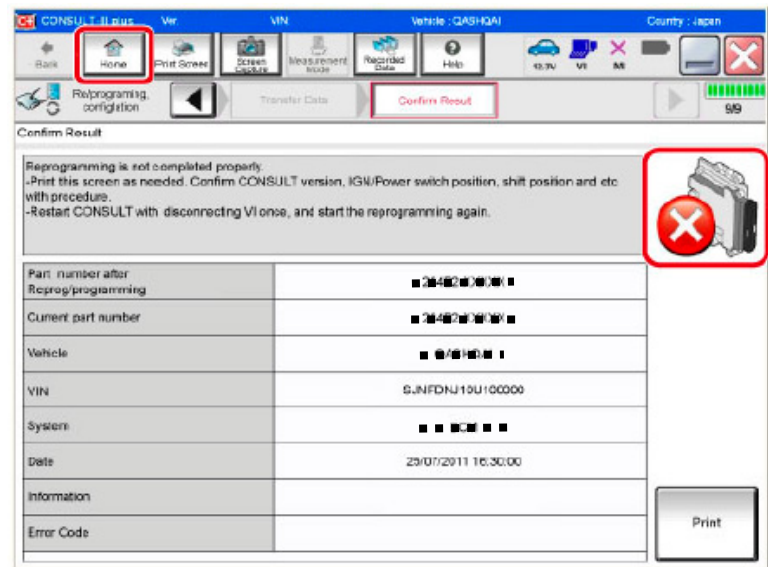 CONSULT-III plus Ver. VIN: Vehicle : QASHQAI Country : Japan
Back Home Print Screen Screen Capture Measurement Mode Recorded Data Help 12.3V VI MI
Re/programing, configration Transfer Data Confirm Result 9/9
Confirm Result
Reprogramming is not completed properly.
-Print this screen as needed. Confirm CONSULT version, IGN/Power switch position, shift position and etc
with procedure.
-Restart CONSULT with disconnecting VI once, and start the reprogramming again.
Part number after
Reprog/programming
Current part number
Vehicle
VIN SJNFDNJ10U100000
System
Date 25/07/2011 16:30:00
Information
Error Code
Print